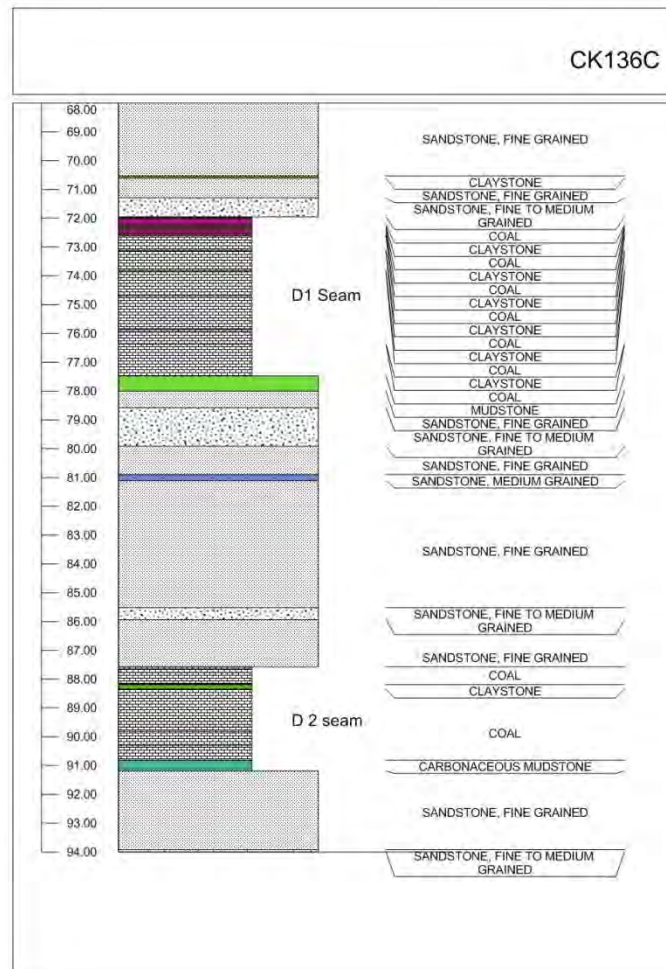 CK136C
68.00
69.00
70.00
71.00
72.00
73.00
74.00
75.00
76.00
77.00
78.00
79.00
80.00
81.00
82.00
83.00
84.00
85.00
86.00
87.00
88.00
89.00
90.00
91.00
92.00
93.00
94.00
D1 Seam
D 2 seam
SANDSTONE, FINE GRAINED
CLAYSTONE
SANDSTONE, FINE GRAINED
SANDSTONE, FINE TO MEDIUM
GRAINED
COAL
CLAYSTONE
COAL
CLAYSTONE
COAL
CLAYSTONE
COAL
CLAYSTONE
COAL
CLAYSTONE
COAL
CLAYSTONE
COAL
MUDSTONE
SANDSTONE, FINE GRAINED
SANDSTONE, FINE TO MEDIUM
GRAINED
SANDSTONE, FINE GRAINED
SANDSTONE, MEDIUM GRAINED
SANDSTONE, FINE GRAINED
SANDSTONE, FINE TO MEDIUM
GRAINED
SANDSTONE, FINE GRAINED
COAL
CLAYSTONE
COAL
CARBONACEOUS MUDSTONE
SANDSTONE, FINE GRAINED
SANDSTONE, FINE TO MEDIUM
GRAINED